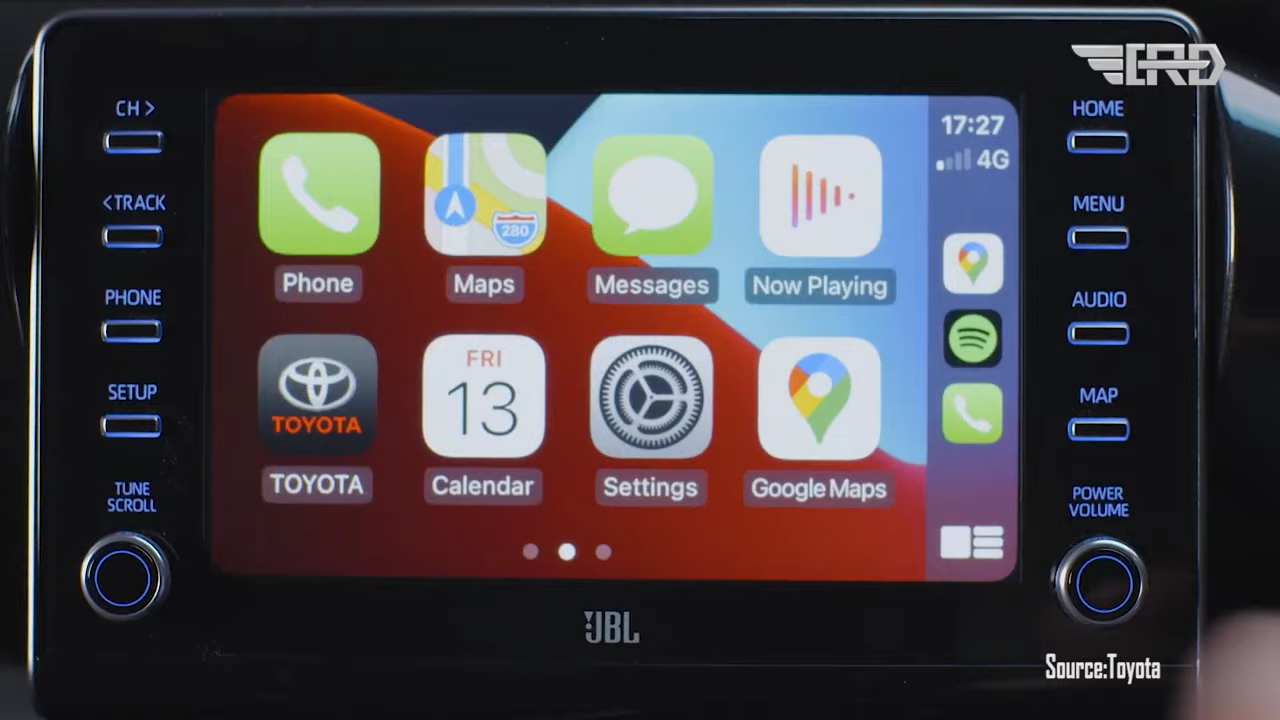 ERD
CH >
<TRACK
PHONE
SETUP
TUNE
SCROLL
17:27
4G
280
Phone
Maps
Messages
Now Playing
TOYOTA
FRI
13
TOYOTA
Calendar
Settings
Google Maps
JBL
HOME
MENU
AUDIO
MAP
POWER
VOLUME
Source:Toyota